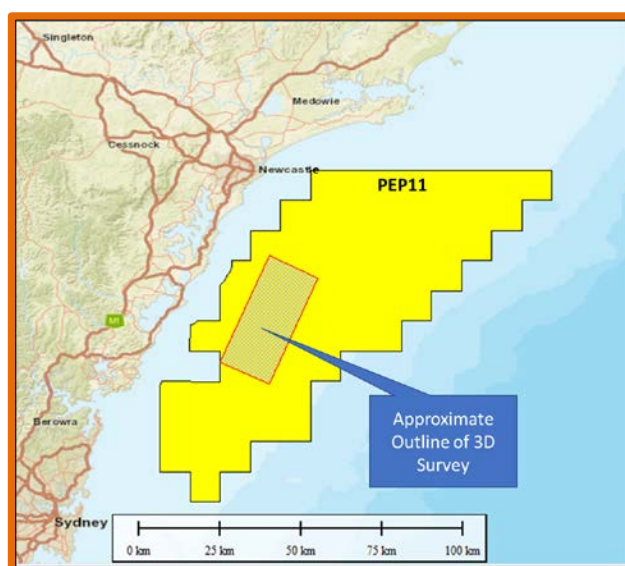 Singleton
Medowie
Cessnock
Newcastle
PEP11
M1
Approximate
Outline of 3D
Survey
Berowra
Sydney
0 km 25 km 50 km 75 km 100 km